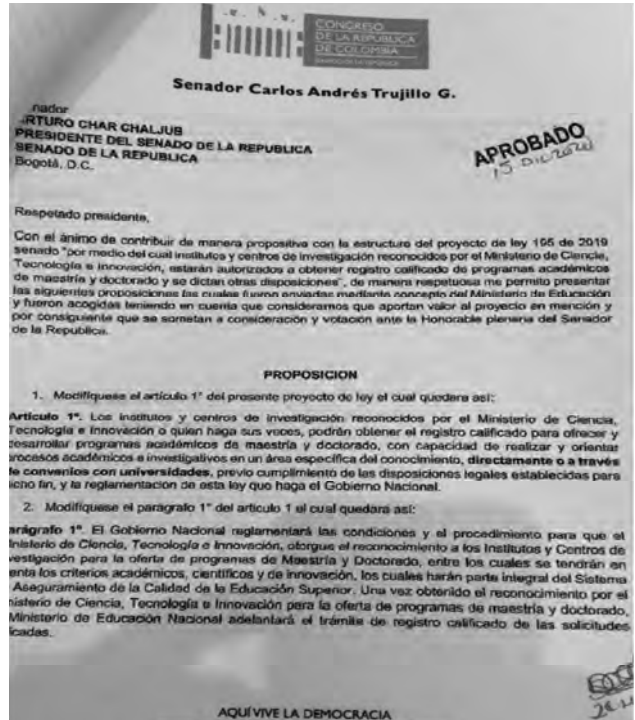 CONGRESO
DE LA REPUBLICA
DE COLOMBIA
Senador Carlos Andrés Trujillo G.
nador
RTURO CHAR CHALJUB
PRESIDENTE DEL SENADO DE LA REPUBLICA
SENADO DE LA REPUBLICA
Bogotá, D.C.
APROBADO
15 DIC 2020
Respetado presidente,
Con el ánimo de contribuir de manera propositiva con la estructura del proyecto de ley 195 de 2019
senado "por medio del cual institutos y centros de investigación reconocidos por el Ministerio de Ciencia,
Tecnología e Innovación, estarán autorizados a obtener registro calificado de programas académicos
de maestría y doctorado y se dictan otras disposiciones", de manera respetuosa me permito presentar
las siguientes proposiciones las cuales fueron enviadas mediante concepto del Ministerio de Educación
y fueron acogidas teniendo en cuenta que consideramos que aportan valor al proyecto en mención y
por consiguiente que se sometan a consideración y votación ante la Honorable plenaria del Senador
de la Republica.
PROPOSICION
1. Modifíquese el artículo 1° del presente proyecto de ley el cual quedara así:
Artículo 1°. Los institutos y centros de investigación reconocidos por el Ministerio de Ciencia,
Tecnología e Innovación o quien haga sus veces, podrán obtener el registro calificado para ofrecer y
desarrollar programas académicos de maestría y doctorado, con capacidad de realizar y orientar
procesos académicos e investigativos en un área específica del conocimiento, directamente o a través
de convenios con universidades, previo cumplimiento de las disposiciones legales establecidas para
icho fin, y la reglamentación de esta ley que haga el Gobierno Nacional.
2. Modifíquese el paragrafo 1° del articulo 1 el cual quedara así:
arágrafo 1°. El Gobierno Nacional reglamentará las condiciones y el procedimiento para que el
inisterio de Ciencia, Tecnología e Innovación, otorgue el reconocimiento a los Institutos y Centros de
vestigación para la oferta de programas de Maestría y Doctorado, entre los cuales se tendrán en
enta los criterios académicos, científicos y de innovación, los cuales harán parte integral del Sistema
Aseguramiento de la Calidad de la Educación Superior. Una vez obtenido el reconocimiento por el
nisterio de Ciencia, Tecnología e Innovación para la oferta de programas de maestría y doctorado,
Ministerio de Educación Nacional adelantará el trámite de registro calificado de las solicitudes
icadas.
AQUÍ VIVE LA DEMOCRACIA